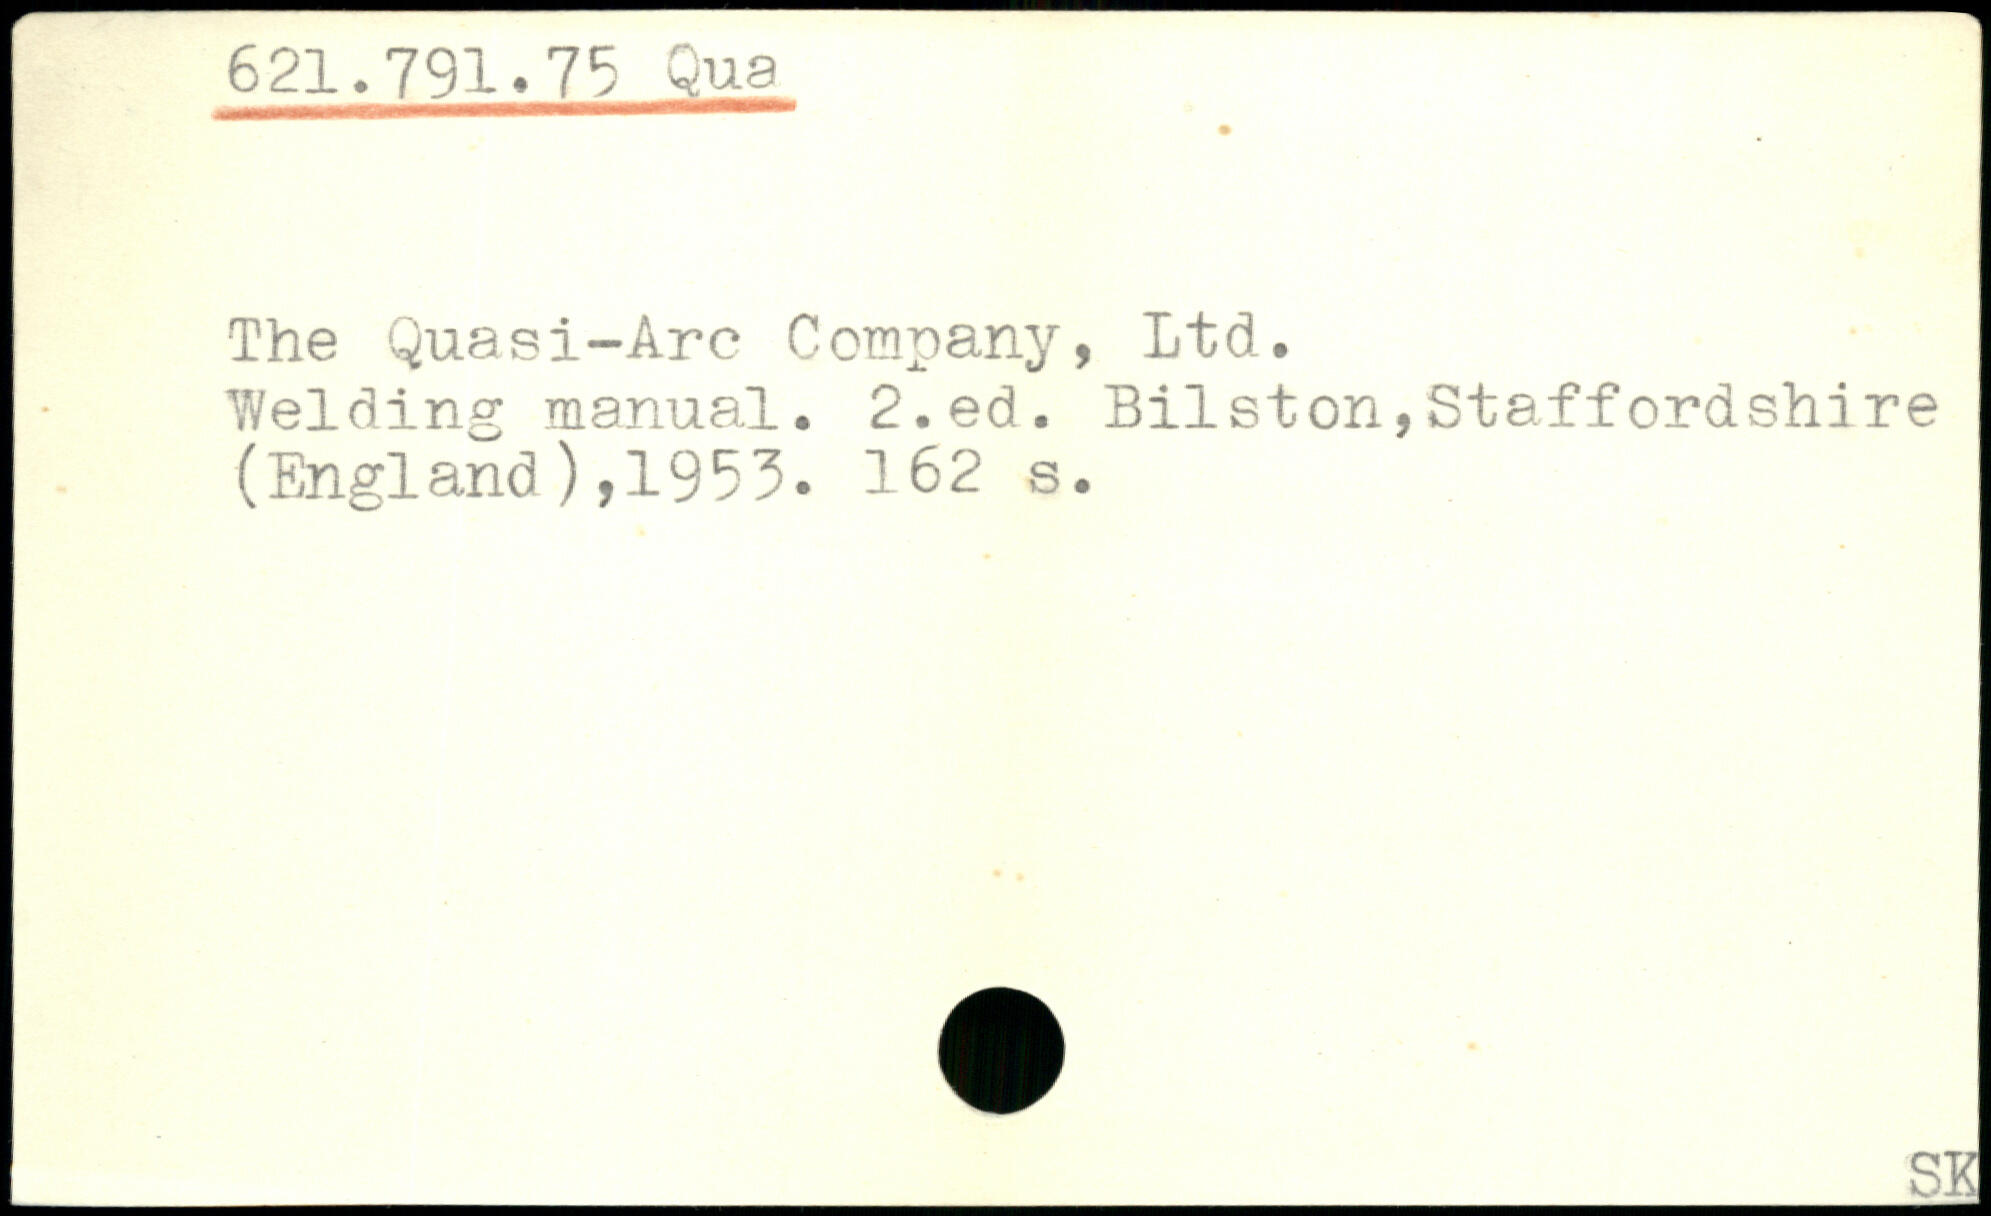 621.791.75 Qua
The Quasi-Arc Company, Ltd.
Welding manual. 2.ed. Bilston,Staffordshire
(England),1953. 162 s.
SK